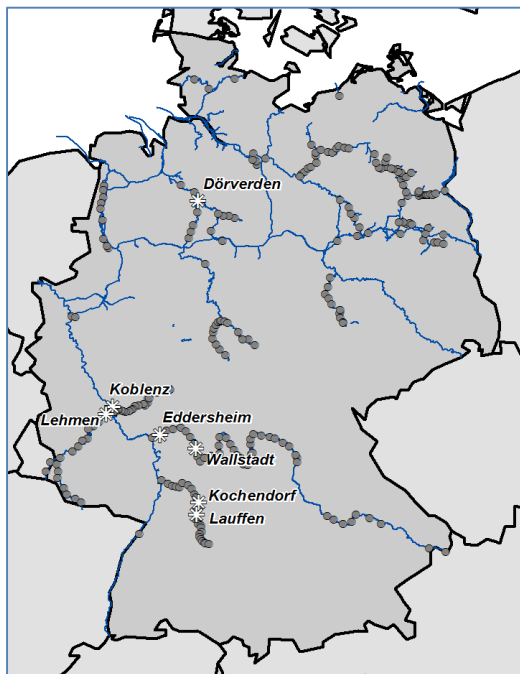 Dörverden
Koblenz
Lehmen
Eddersheim
Wallstadt
Kochendorf
Lauffen